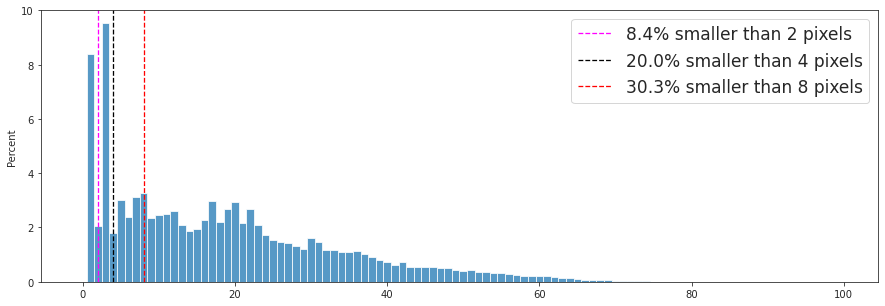 10
8
6
4
2
0
Percent
8.4% smaller than 2 pixels
20.0% smaller than 4 pixels
30.3% smaller than 8 pixels
0 20 40 60 80 100